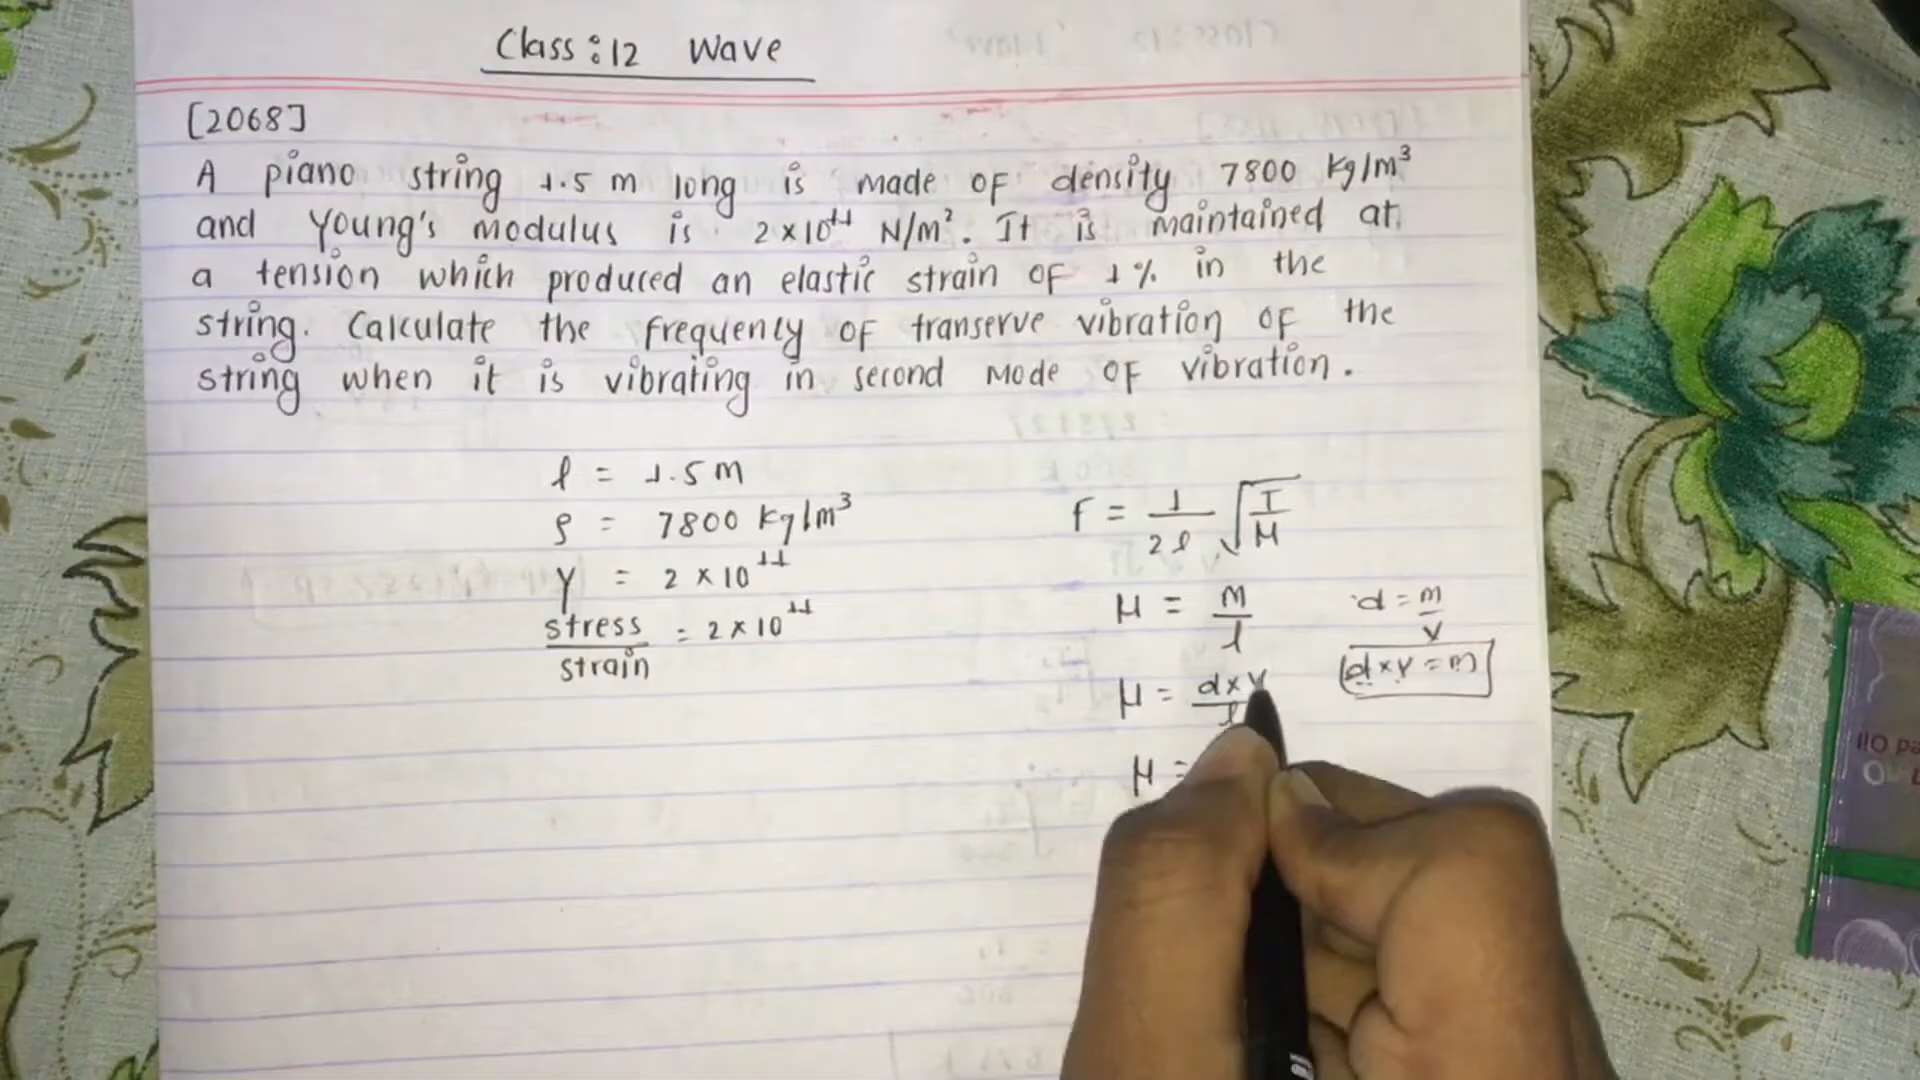 Class:12 Wave
[2068]
A piano string 1.5 m long is made of density 7800 kg/m³
and Young's modulus is 2×10¹¹ N/m². It is maintained at
a tension which produced an elastic strain of 1% in the
string. Calculate the frequency of transerve vibration of the
string when it is vibrating in second mode of vibration.
l = 1.5 m
ρ = 7800 kg/m³
Y = 2 × 10¹¹
stress/strain = 2 × 10¹¹
F = 1/2l √T/μ
μ = m/l
d = m/v
μ = d×v/l
d×v = m
μ =